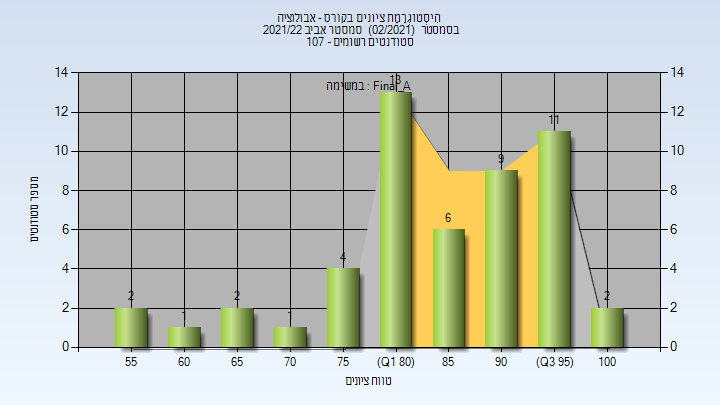 היסטוגרמת ציונים בקורס - אבולוציה
בסמסטר (02/2021) סמסטר אביב 2021/22
סטודנטים רשומים - 107
במשימה : Final_A
מספר סטודנטים
14 14
12 12
10 10
8 8
6 6
4 4
2 2
0 0
2 1 2 1 4 13 6 9 11 2
55 60 65 70 75 (Q1 80) 85 90 (Q3 95) 100
טווח ציונים